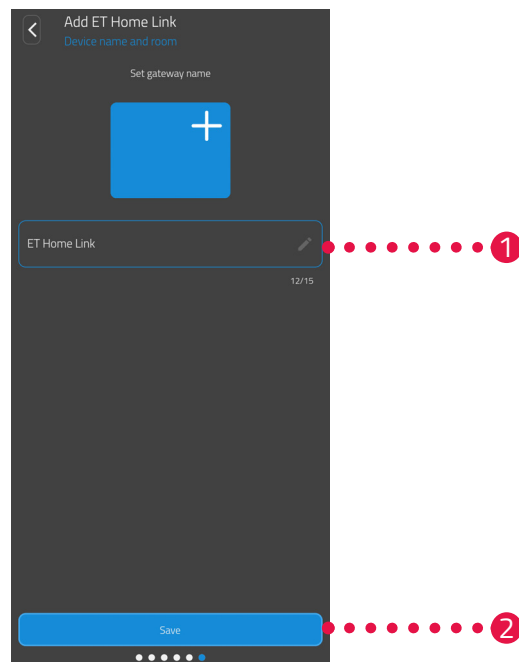 Add ET Home Link
Device name and room
Set gateway name
ET Home Link
1
12/15
Save
2